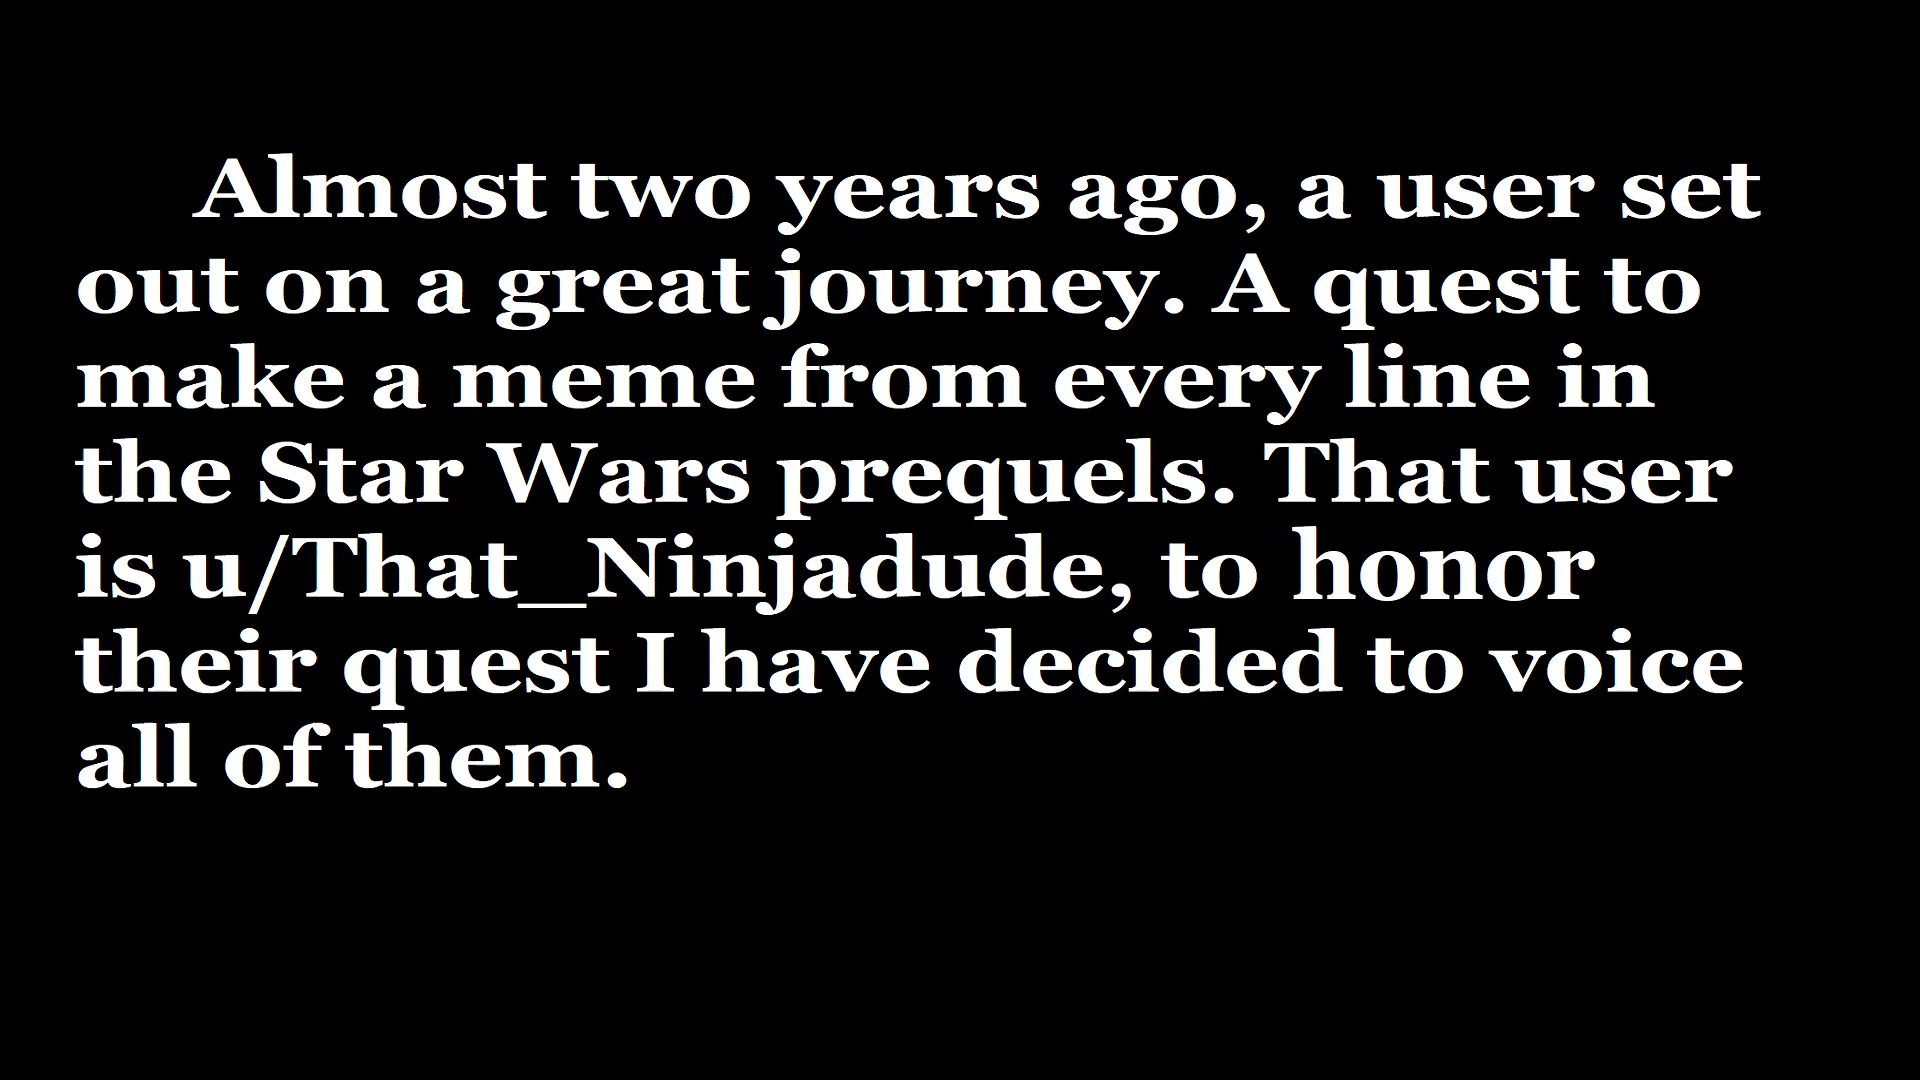 Almost two years ago, a user set
out on a great journey. A quest to
make a meme from every line in
the Star Wars prequels. That user
is u/That_Ninjadude, to honor
their quest I have decided to voice
all of them.